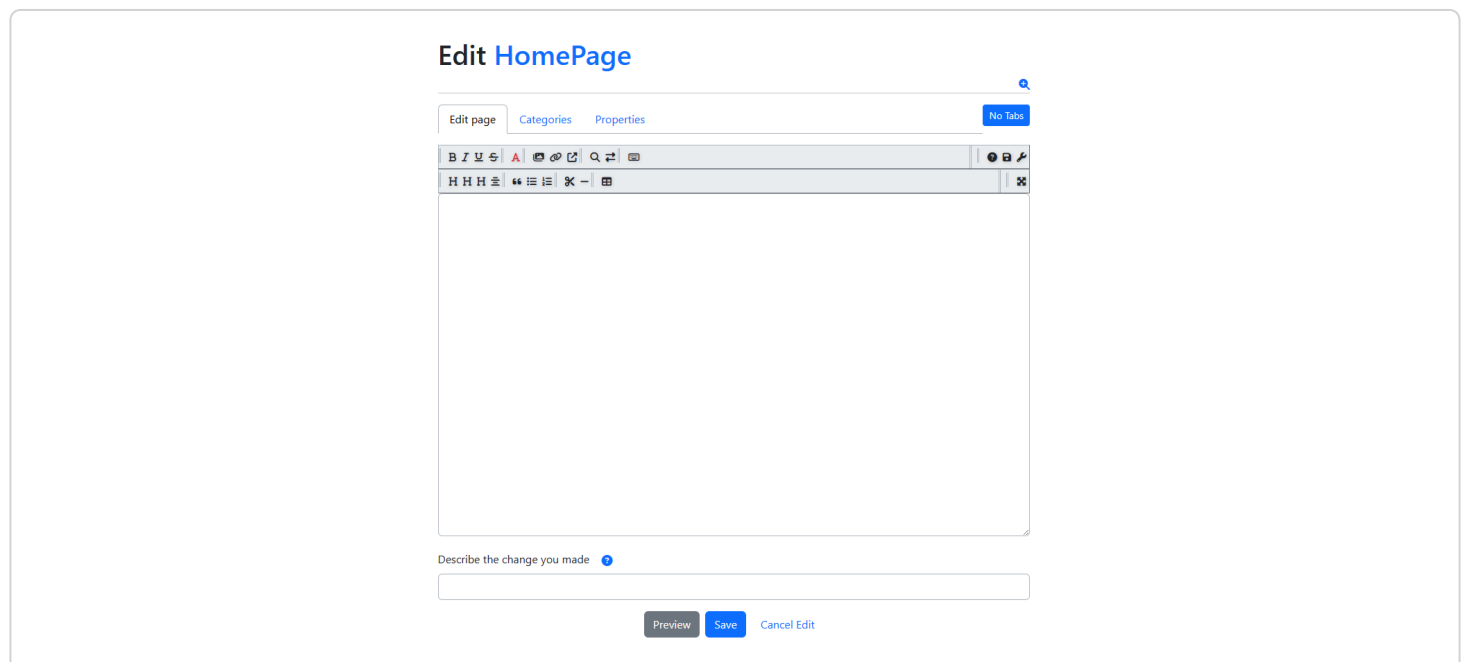 Edit HomePage
Edit page Categories Properties No Tabs
B I U S A
H H H
Describe the change you made
Preview Save Cancel Edit